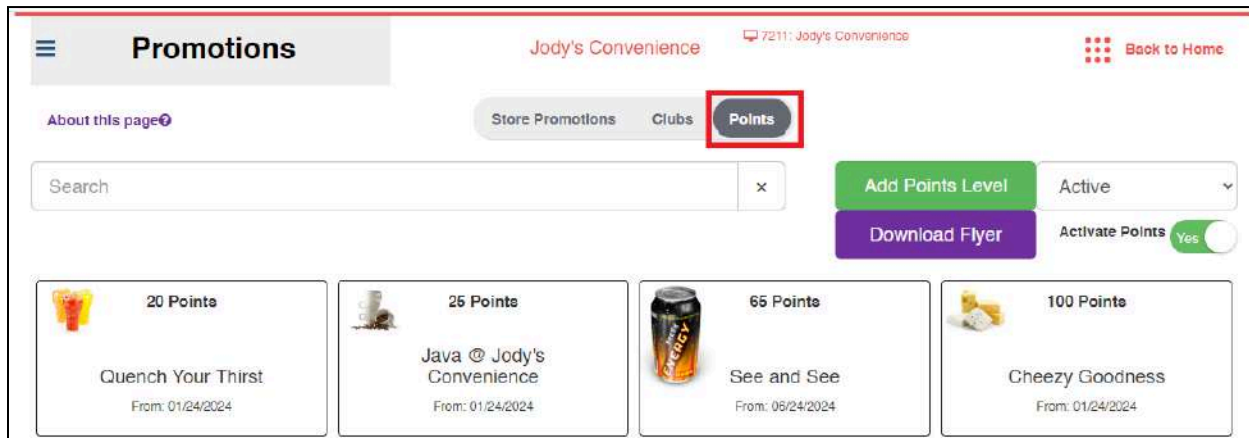 Promotions
Jody's Convenience
7211: Jody's Convenience
Back to Home
About this page
Store Promotions
Clubs
Points
Search
×
Add Points Level
Active
Download Flyer
Activate Points
Yes
20 Points
Quench Your Thirst
From: 01/24/2024
25 Points
Java @ Jody's
Convenience
From: 01/24/2024
ENERGY
65 Points
See and See
From: 06/24/2024
100 Points
Cheezy Goodness
From: 01/24/2024